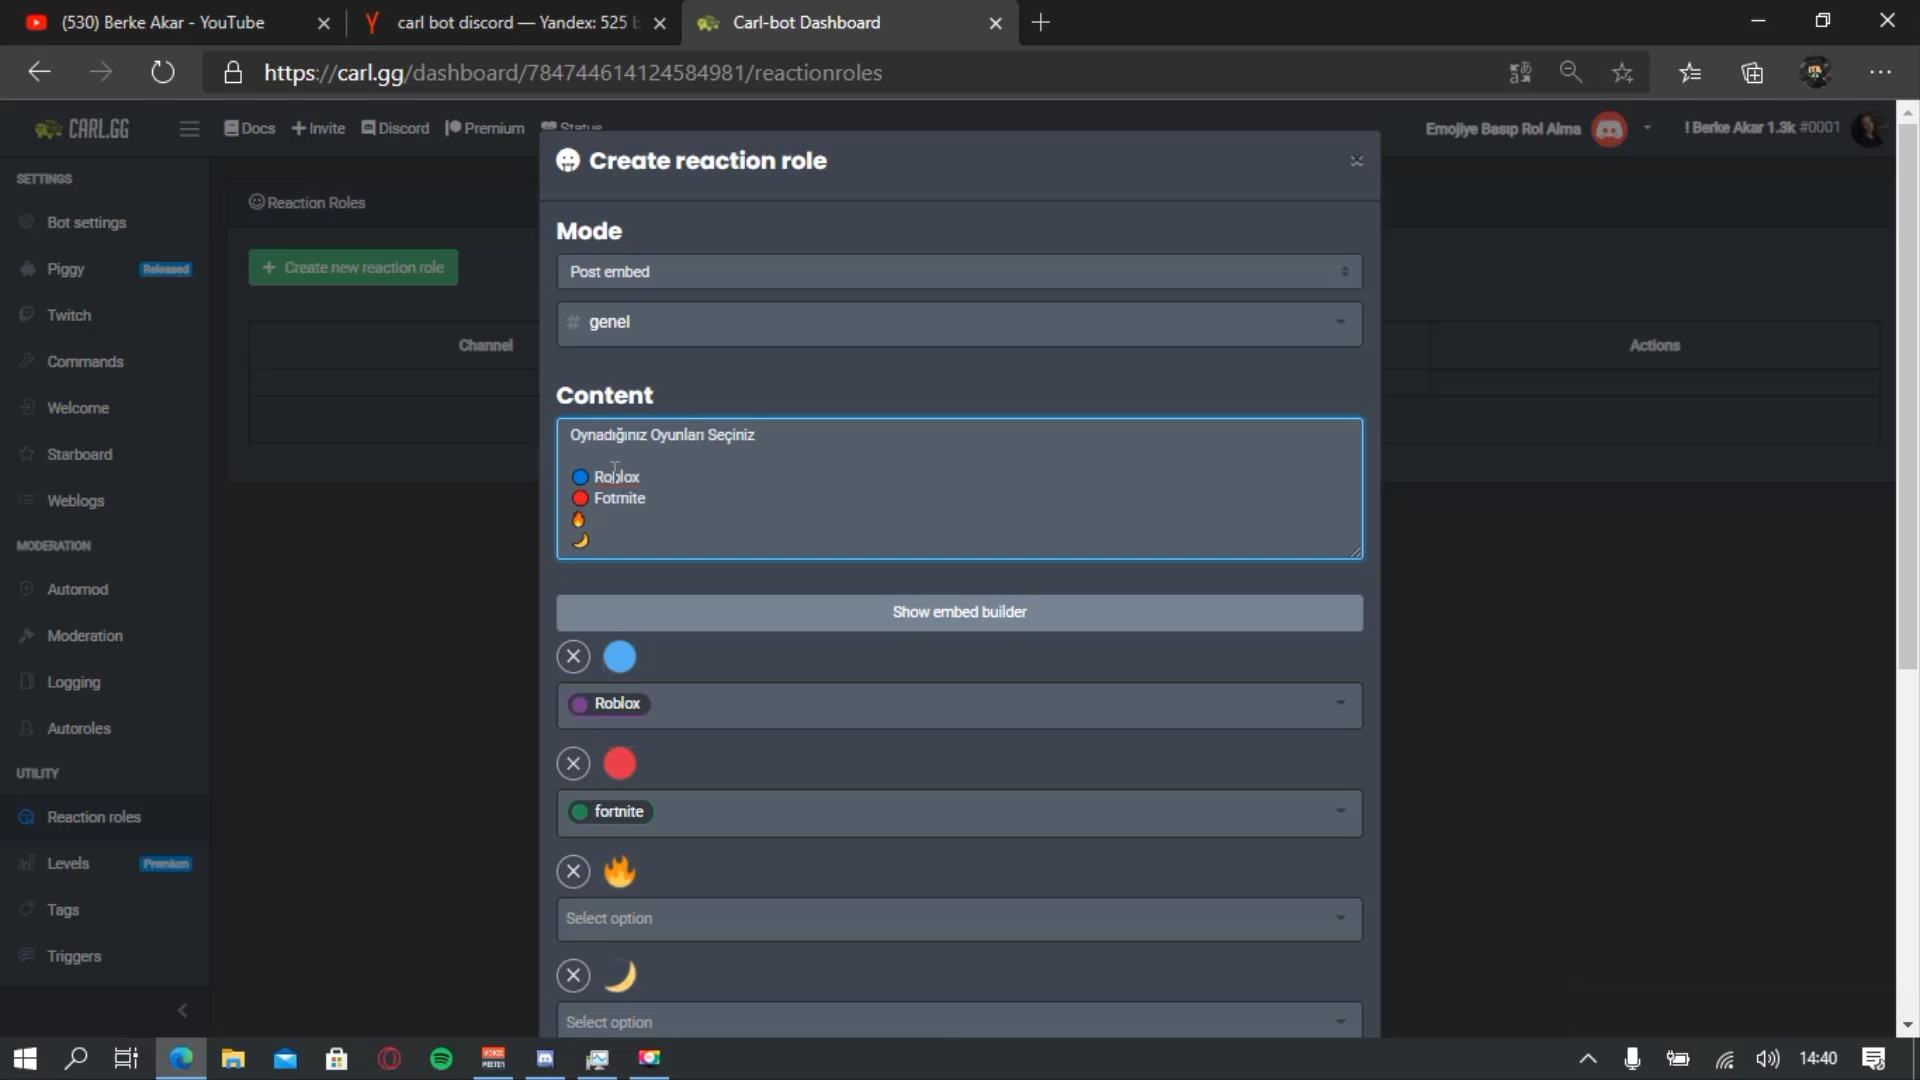 (530) Berke Akar - YouTube
carl bot discord — Yandex: 525 b
Carl-bot Dashboard
https://carl.gg/dashboard/784744614124584981/reactionroles
CARL.GG
Docs
Invite
Discord
Premium
Status
Emojiye Basıp Rol Alma
! Berke Akar 1.3k #0001
SETTINGS
Bot settings
Piggy
Released
Twitch
Commands
Welcome
Starboard
Weblogs
MODERATION
Automod
Moderation
Logging
Autoroles
UTILITY
Reaction roles
Levels
Premium
Tags
Triggers
Reaction Roles
+ Create new reaction role
Channel
Actions
Create reaction role
Mode
Post embed
# genel
Content
Oynadığınız Oyunları Seçiniz
🔵 Roblox
🔴 Fotrnite
🔥
🌙
Show embed builder
Roblox
fortnite
Select option
Select option
VOICE
MEETER
14:40